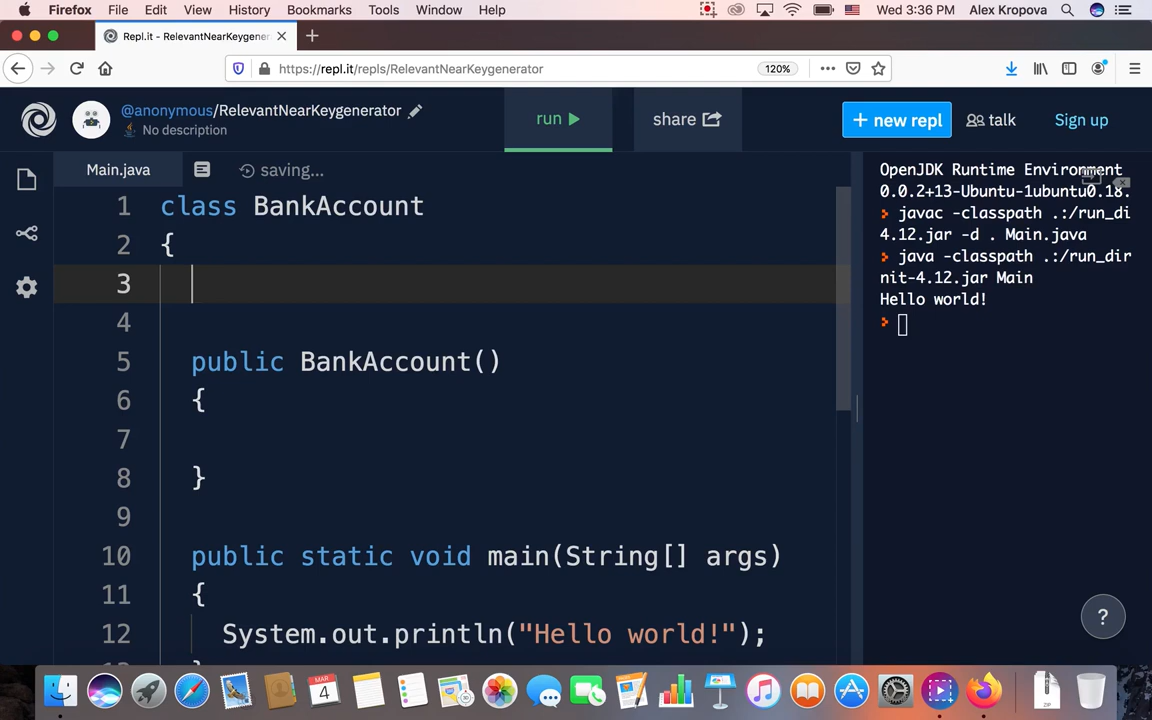 Firefox File Edit View History Bookmarks Tools Window Help Wed 3:36 PM Alex Kropova
Repl.it - RelevantNearKeygener
https://repl.it/repls/RelevantNearKeygenerator 120%
@anonymous/RelevantNearKeygenerator
No description
run
share
+ new repl
talk
Sign up
Main.java
saving...
1 class BankAccount
2 {
3
4
5 public BankAccount()
6 {
7
8 }
9
10 public static void main(String[] args)
11 {
12 System.out.println("Hello world!");
OpenJDK Runtime Environment
0.0.2+13-Ubuntu-1ubuntu0.18.
javac -classpath .:/run_di
4.12.jar -d . Main.java
java -classpath .:/run_dir
nit-4.12.jar Main
Hello world!
?
MAR
4
ZIP